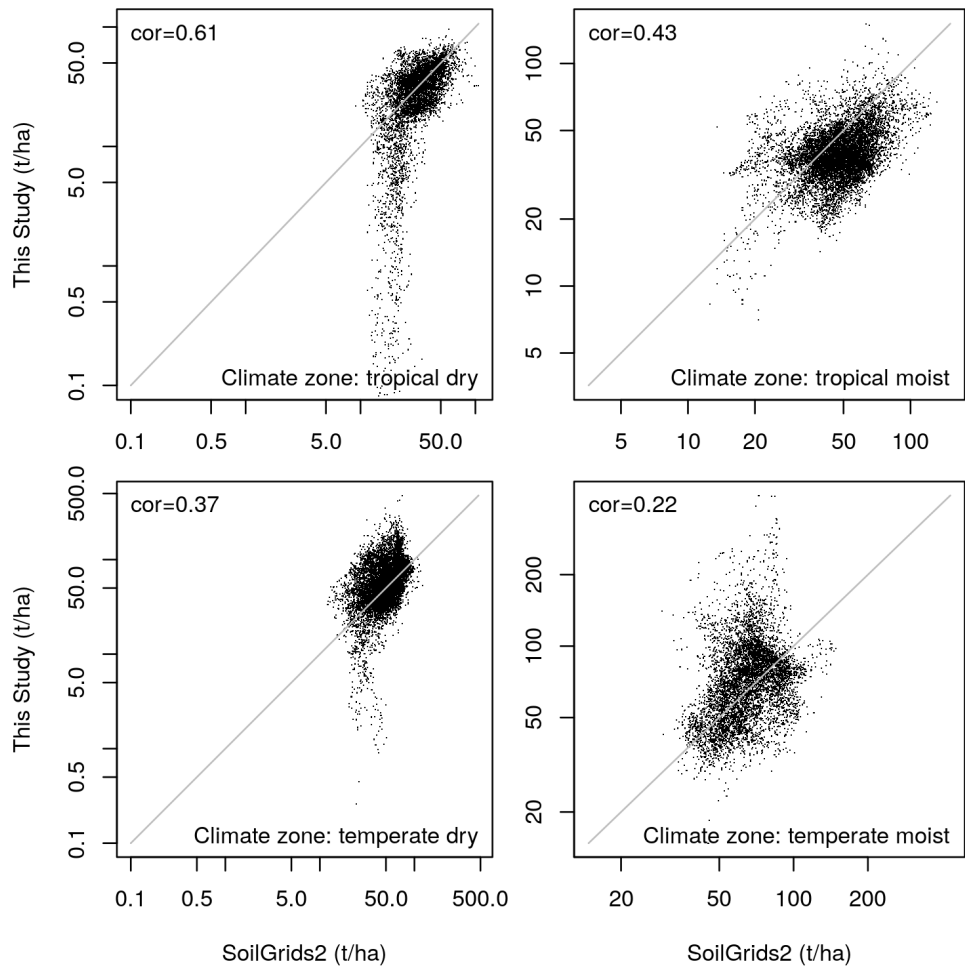 cor=0.61
This Study (t/ha)
50.0
5.0
0.5
0.1
Climate zone: tropical dry
0.1 0.5 5.0 50.0
cor=0.43
100
50
20
10
5
Climate zone: tropical moist
5 10 20 50 100
cor=0.37
This Study (t/ha)
500.0
50.0
5.0
0.5
0.1
Climate zone: temperate dry
0.1 0.5 5.0 50.0 500.0
SoilGrids2 (t/ha)
cor=0.22
200
100
50
20
Climate zone: temperate moist
20 50 100 200
SoilGrids2 (t/ha)